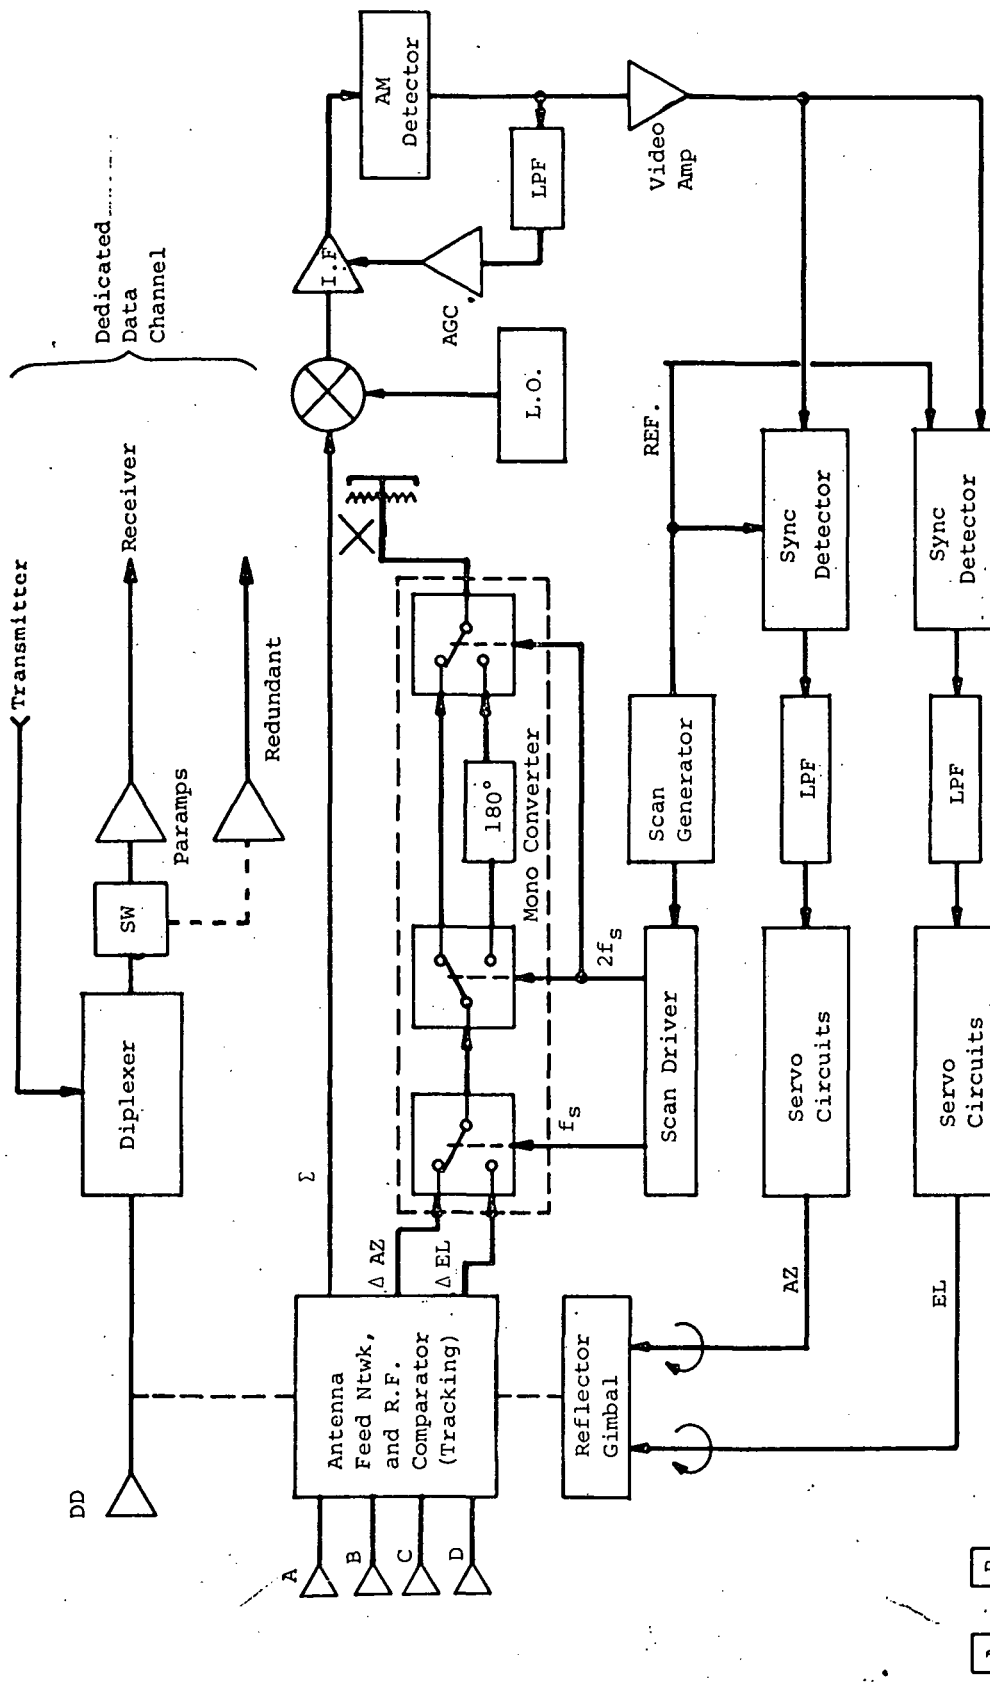 DD
Diplexer
SW
Paramps
Transmitter
Receiver
Redundant
Dedicated
Data
Channel
A
B
C
D
Antenna
Feed Ntwk,
and R.F.
Comparator
(Tracking)
Σ
Δ AZ
Δ EL
180°
Mono Converter
fs
2fs
L.O.
I.F
AGC
LPF
AM
Detector
Video
Amp
Reflector
Gimbal
Scan Driver
Scan
Generator
REF.
AZ
Servo
Circuits
LPF
Sync
Detector
EL
Servo
Circuits
LPF
Sync
Detector